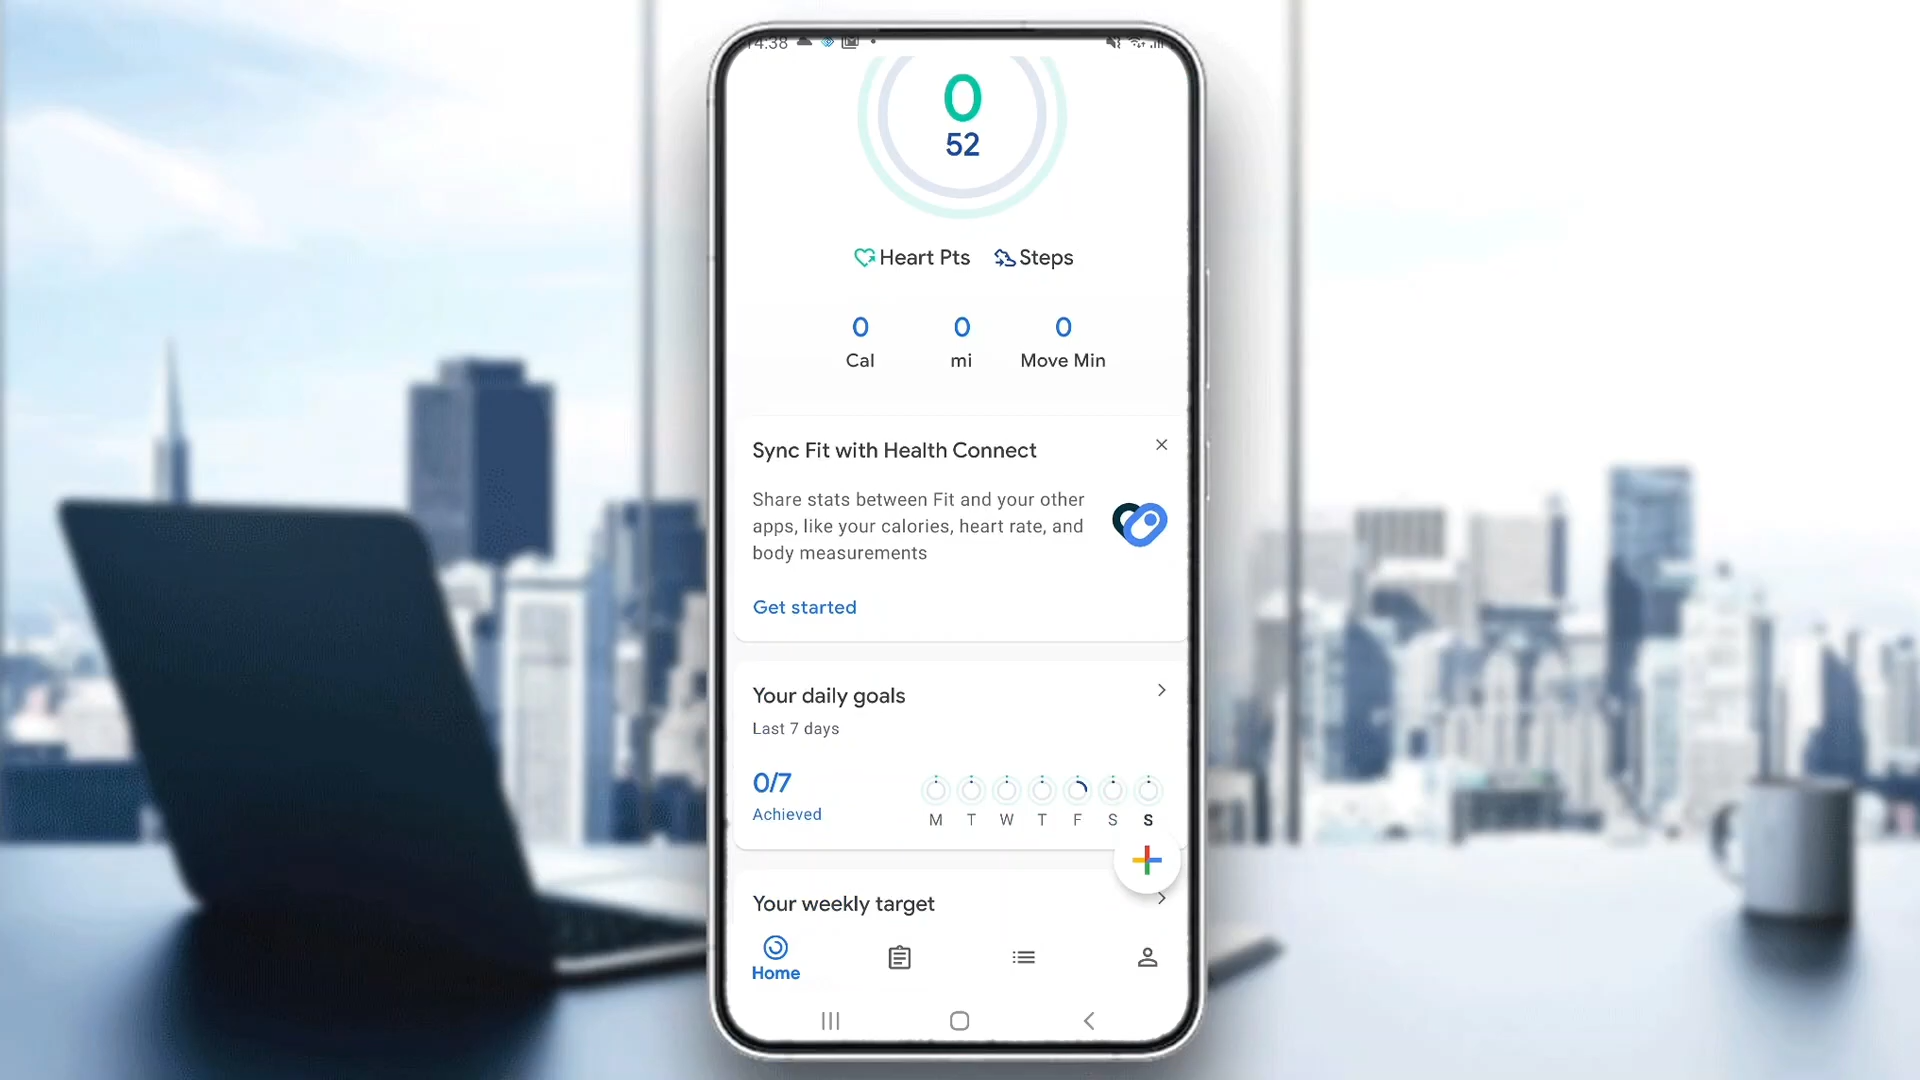 4:38
0
52
Heart Pts Steps
0 0 0
Cal mi Move Min
Sync Fit with Health Connect
Share stats between Fit and your other
apps, like your calories, heart rate, and
body measurements
Get started
Your daily goals
Last 7 days
0/7
Achieved
M T W T F S S
Your weekly target
Home